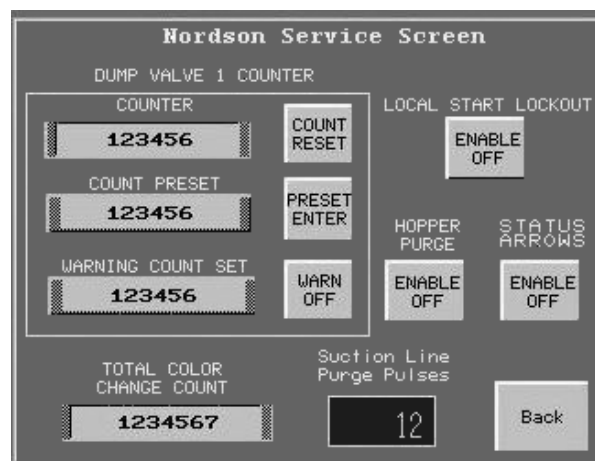 Nordson Service Screen
DUMP VALVE 1 COUNTER
COUNTER
123456
COUNT
RESET
COUNT PRESET
123456
PRESET
ENTER
WARNING COUNT SET
123456
WARN
OFF
LOCAL START LOCKOUT
ENABLE
OFF
HOPPER
PURGE
ENABLE
OFF
STATUS
ARROWS
ENABLE
OFF
TOTAL COLOR
CHANGE COUNT
1234567
Suction Line
Purge Pulses
12
Back